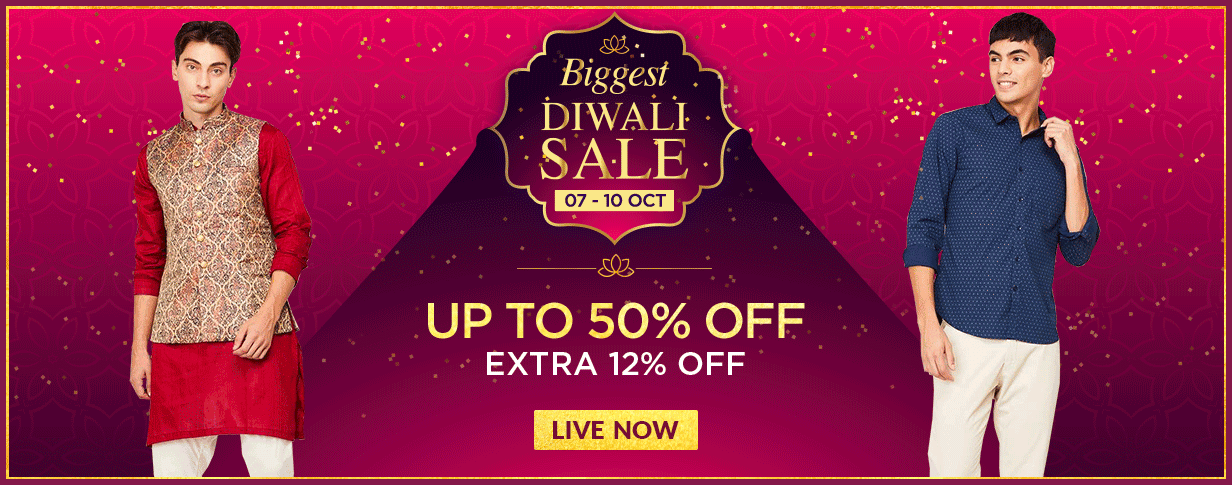 Biggest
DIWALI
SALE
07 - 10 OCT
UP TO 50% OFF
EXTRA 12% OFF
LIVE NOW